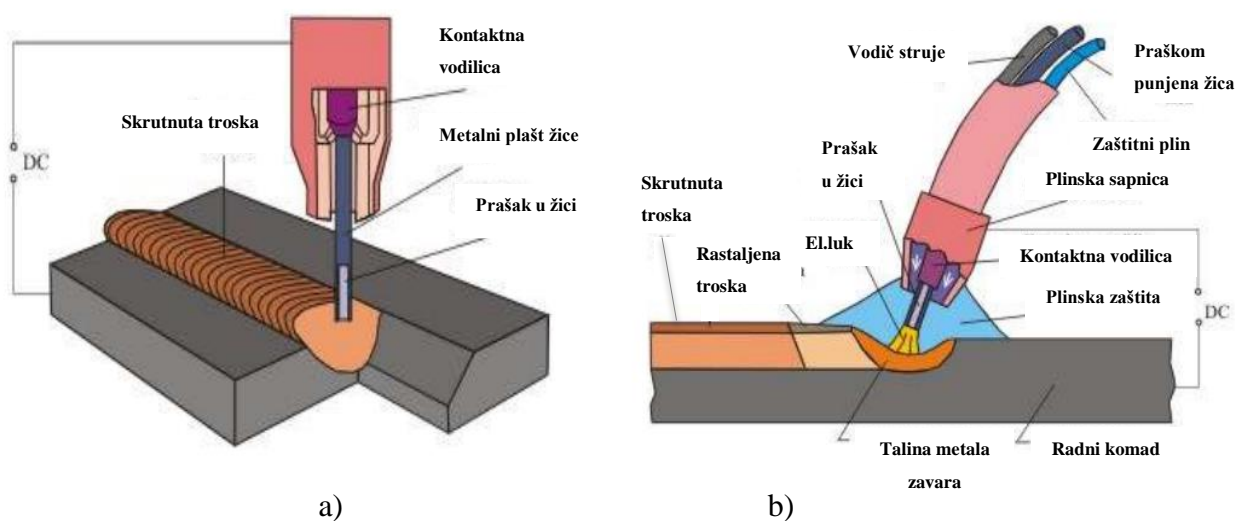 Kontaktna
vodilica
Skrutnuta troska
Metalni plašt žice
DC
Prašak u žici
a)
Vodič struje
Praškom
punjena žica
Zaštitni plin
Prašak
u žici
Plinska sapnica
Skrutnuta
troska
El.luk
Rastaljena
troska
Kontaktna vodilica
Plinska zaštita
DC
Talina metala
zavara
Radni komad
b)